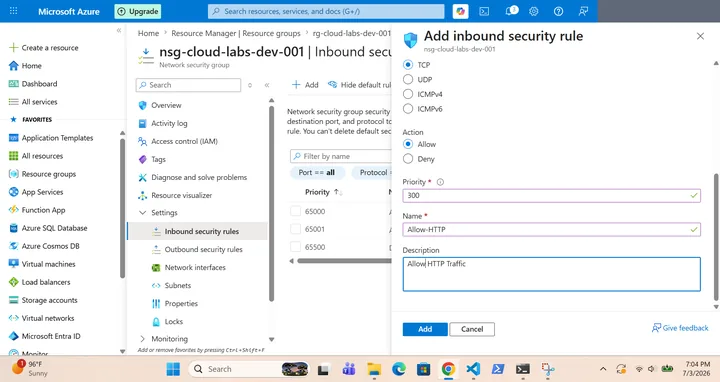 Microsoft Azure
Upgrade
Search resources, services, and docs (G+/)
7
Create a resource
Home
Dashboard
All services
FAVORITES
Application Templates
All resources
Resource groups
App Services
Function App
Azure SQL Database
Azure Cosmos DB
Virtual machines
Load balancers
Storage accounts
Virtual networks
Microsoft Entra ID
Monitor
Home > Resource Manager | Resource groups > rg-cloud-labs-dev-001 >
nsg-cloud-labs-dev-001 | Inbound secu
Network security group
Search
Overview
Activity log
Access control (IAM)
Tags
Diagnose and solve problems
Resource visualizer
Settings
Inbound security rules
Outbound security rules
Network interfaces
Subnets
Properties
Locks
Monitoring
Add or remove favorites by pressing Ctrl+Shift+F
Add
Hide default rul
Network security group security
destination port, and protocol to
rule. You can't delete default sec
Filter by name
Port == all
Protocol =
Priority ↑↓
65000
65001
65500
Add inbound security rule
nsg-cloud-labs-dev-001
TCP
UDP
ICMPv4
ICMPv6
Action
Allow
Deny
Priority *
300
Name *
Allow-HTTP
Description
Allow HTTP Traffic
Add
Cancel
Give feedback
1
96°F
Sunny
Search
7:04 PM
7/3/2026